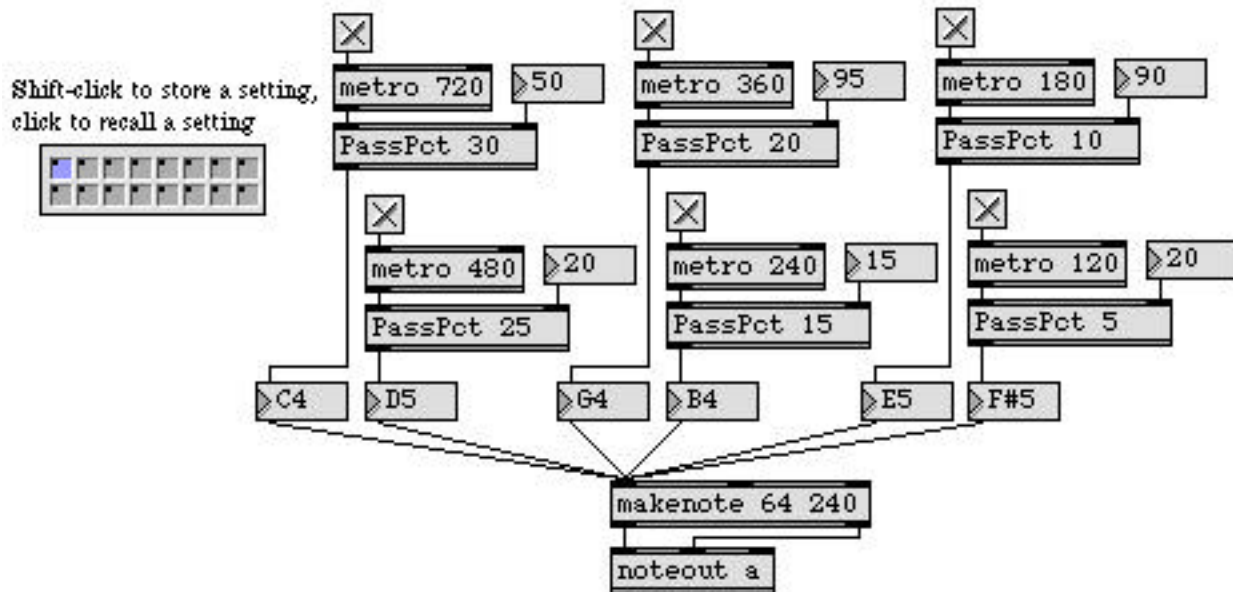 Shift-click to store a setting,
click to recall a setting
metro 720
50
PassPct 30
metro 360
95
PassPct 20
metro 180
90
PassPct 10
metro 480
20
PassPct 25
metro 240
15
PassPct 15
metro 120
20
PassPct 5
C4
D5
G4
B4
E5
F#5
makenote 64 240
noteout a